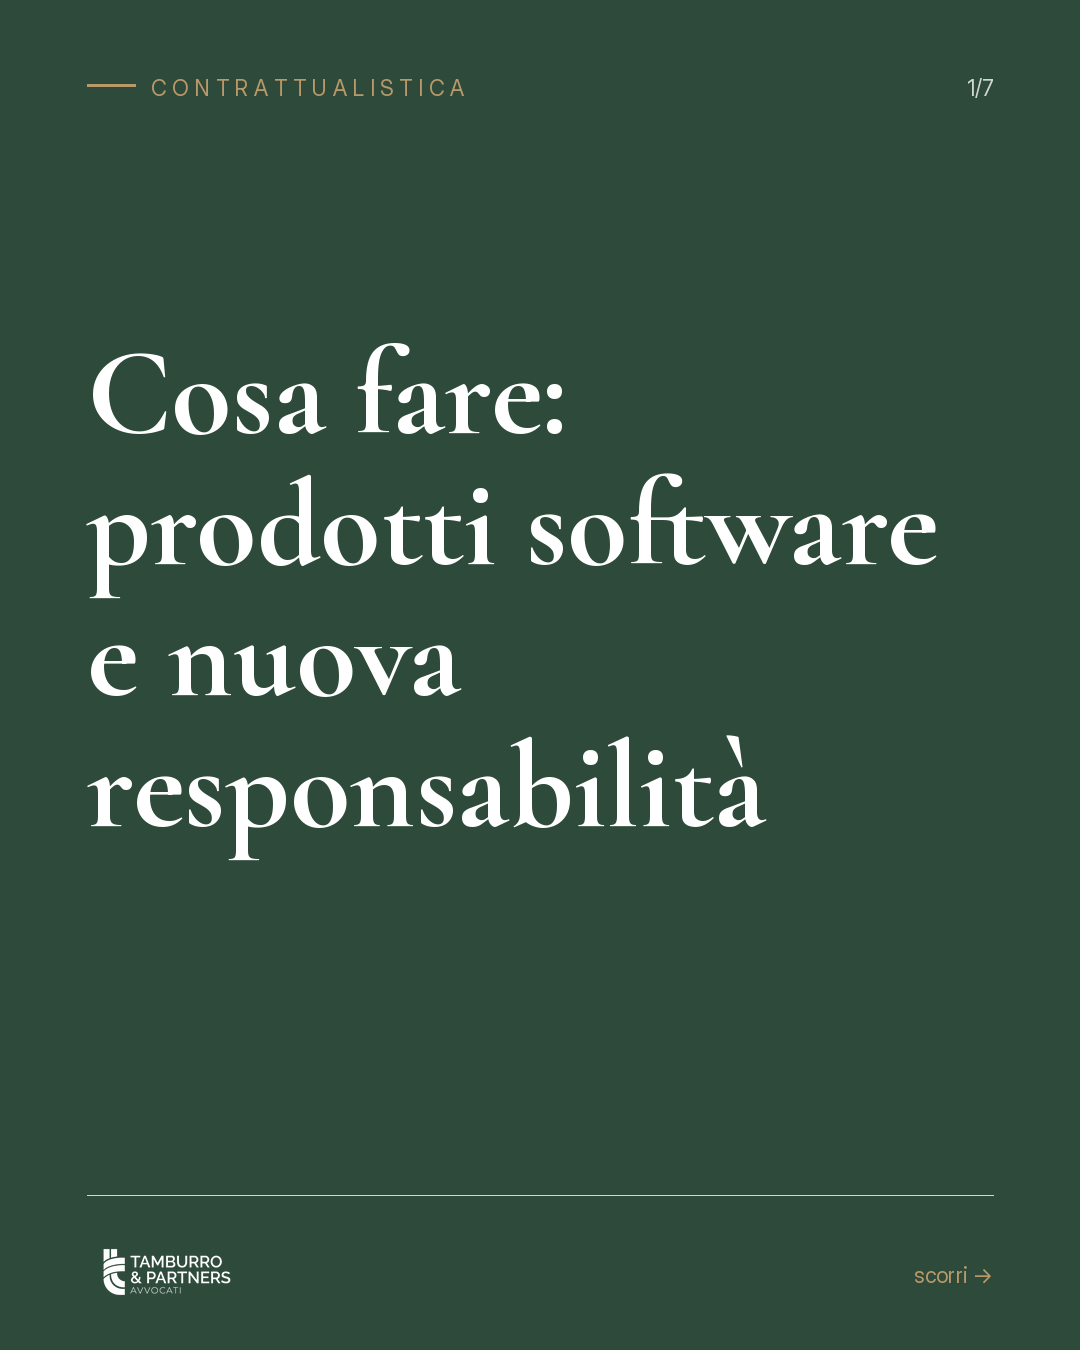 CONTRATTUALISTICA
1/7
Cosa fare:
prodotti software
e nuova
responsabilità
TAMBURRO
& PARTNERS
AVVOCATI
scorri →